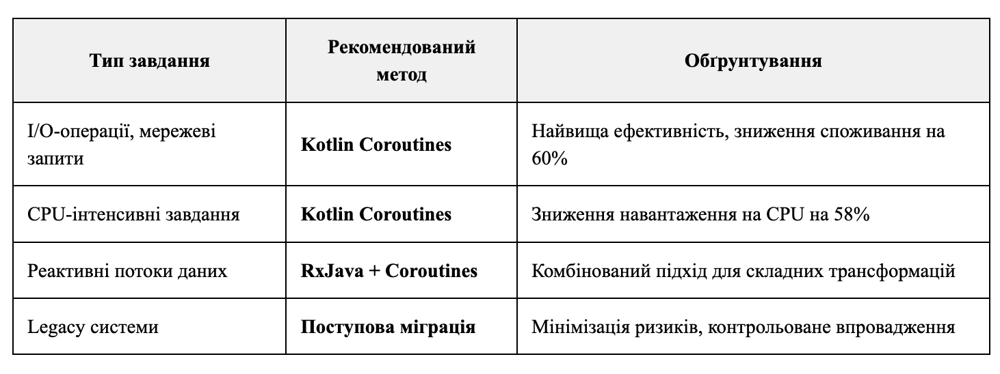 Тип завдання
Рекомендований
метод
Обґрунтування
I/O-операції, мережеві
запити
Kotlin Coroutines
Найвища ефективність, зниження споживання на
60%
CPU-інтенсивні завдання
Kotlin Coroutines
Зниження навантаження на CPU на 58%
Реактивні потоки даних
RxJava + Coroutines
Комбінований підхід для складних трансформацій
Legacy системи
Поступова міграція
Мінімізація ризиків, контрольоване впровадження